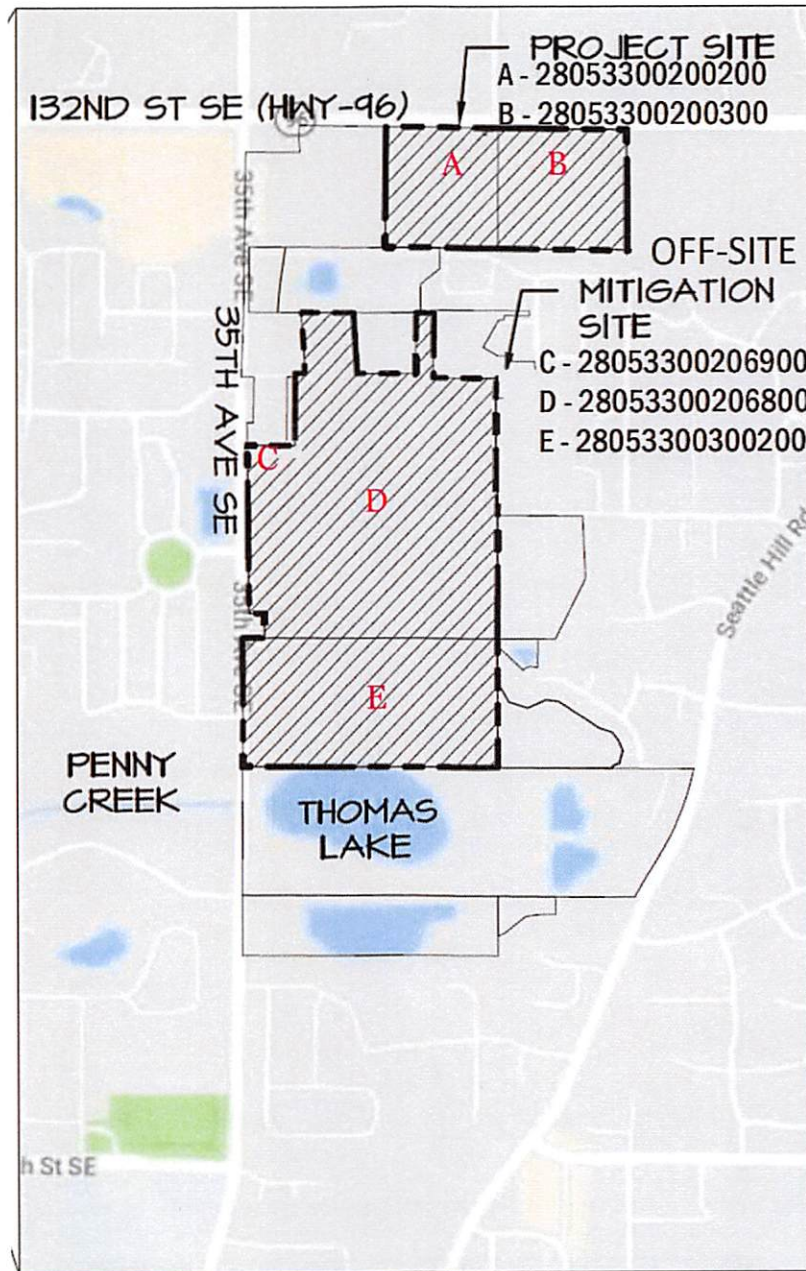 PROJECT SITE
A - 28053300200200
132ND ST SE (HWY-96)
B - 28053300200300
96
A
B
35th Ave SE
OFF-SITE
MITIGATION
SITE
35TH AVE SE
C - 28053300206900
D - 28053300206800
E - 28053300300200
C
D
35th Ave SE
Seattle Hill Rd
E
PENNY
CREEK
THOMAS
LAKE
h St SE